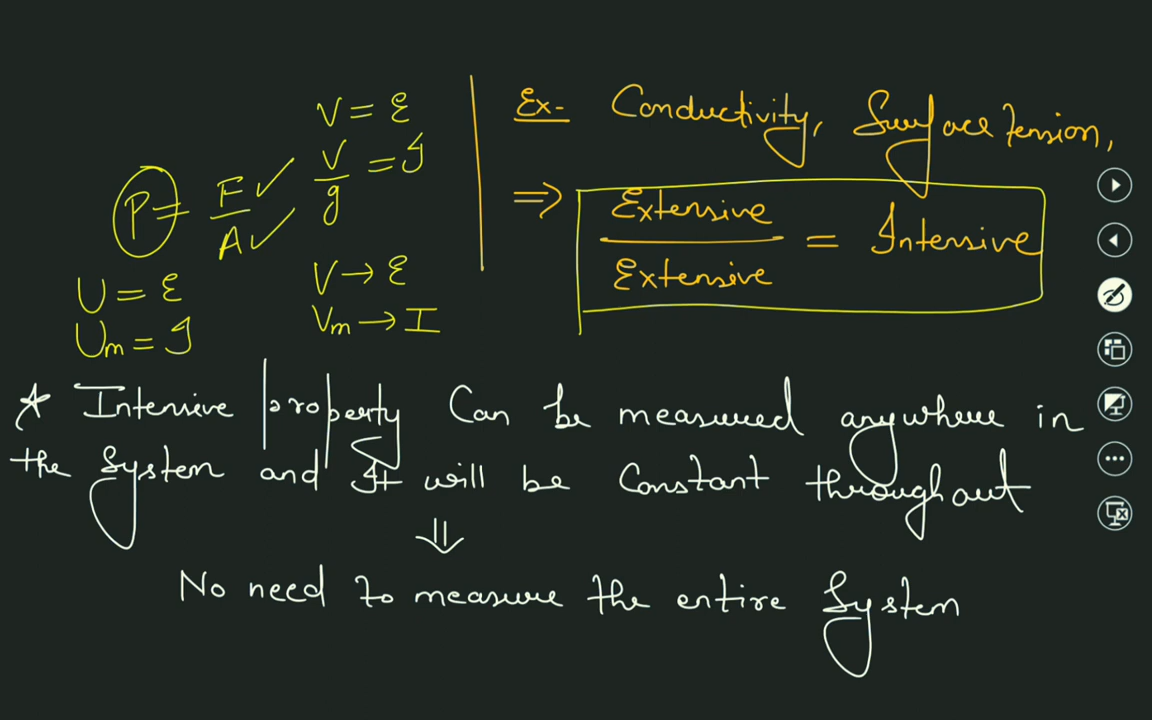 V = E
V/g = I
P = F/A
U = E
Um = I
V → E
Vm → I
Ex- Conductivity, Surface Tension,
⇒ Extensive/Extensive = Intensive
* Intensive property Can be measured anywhere in
the System and It will be Constant throughout
⇓
No need to measure the entire System